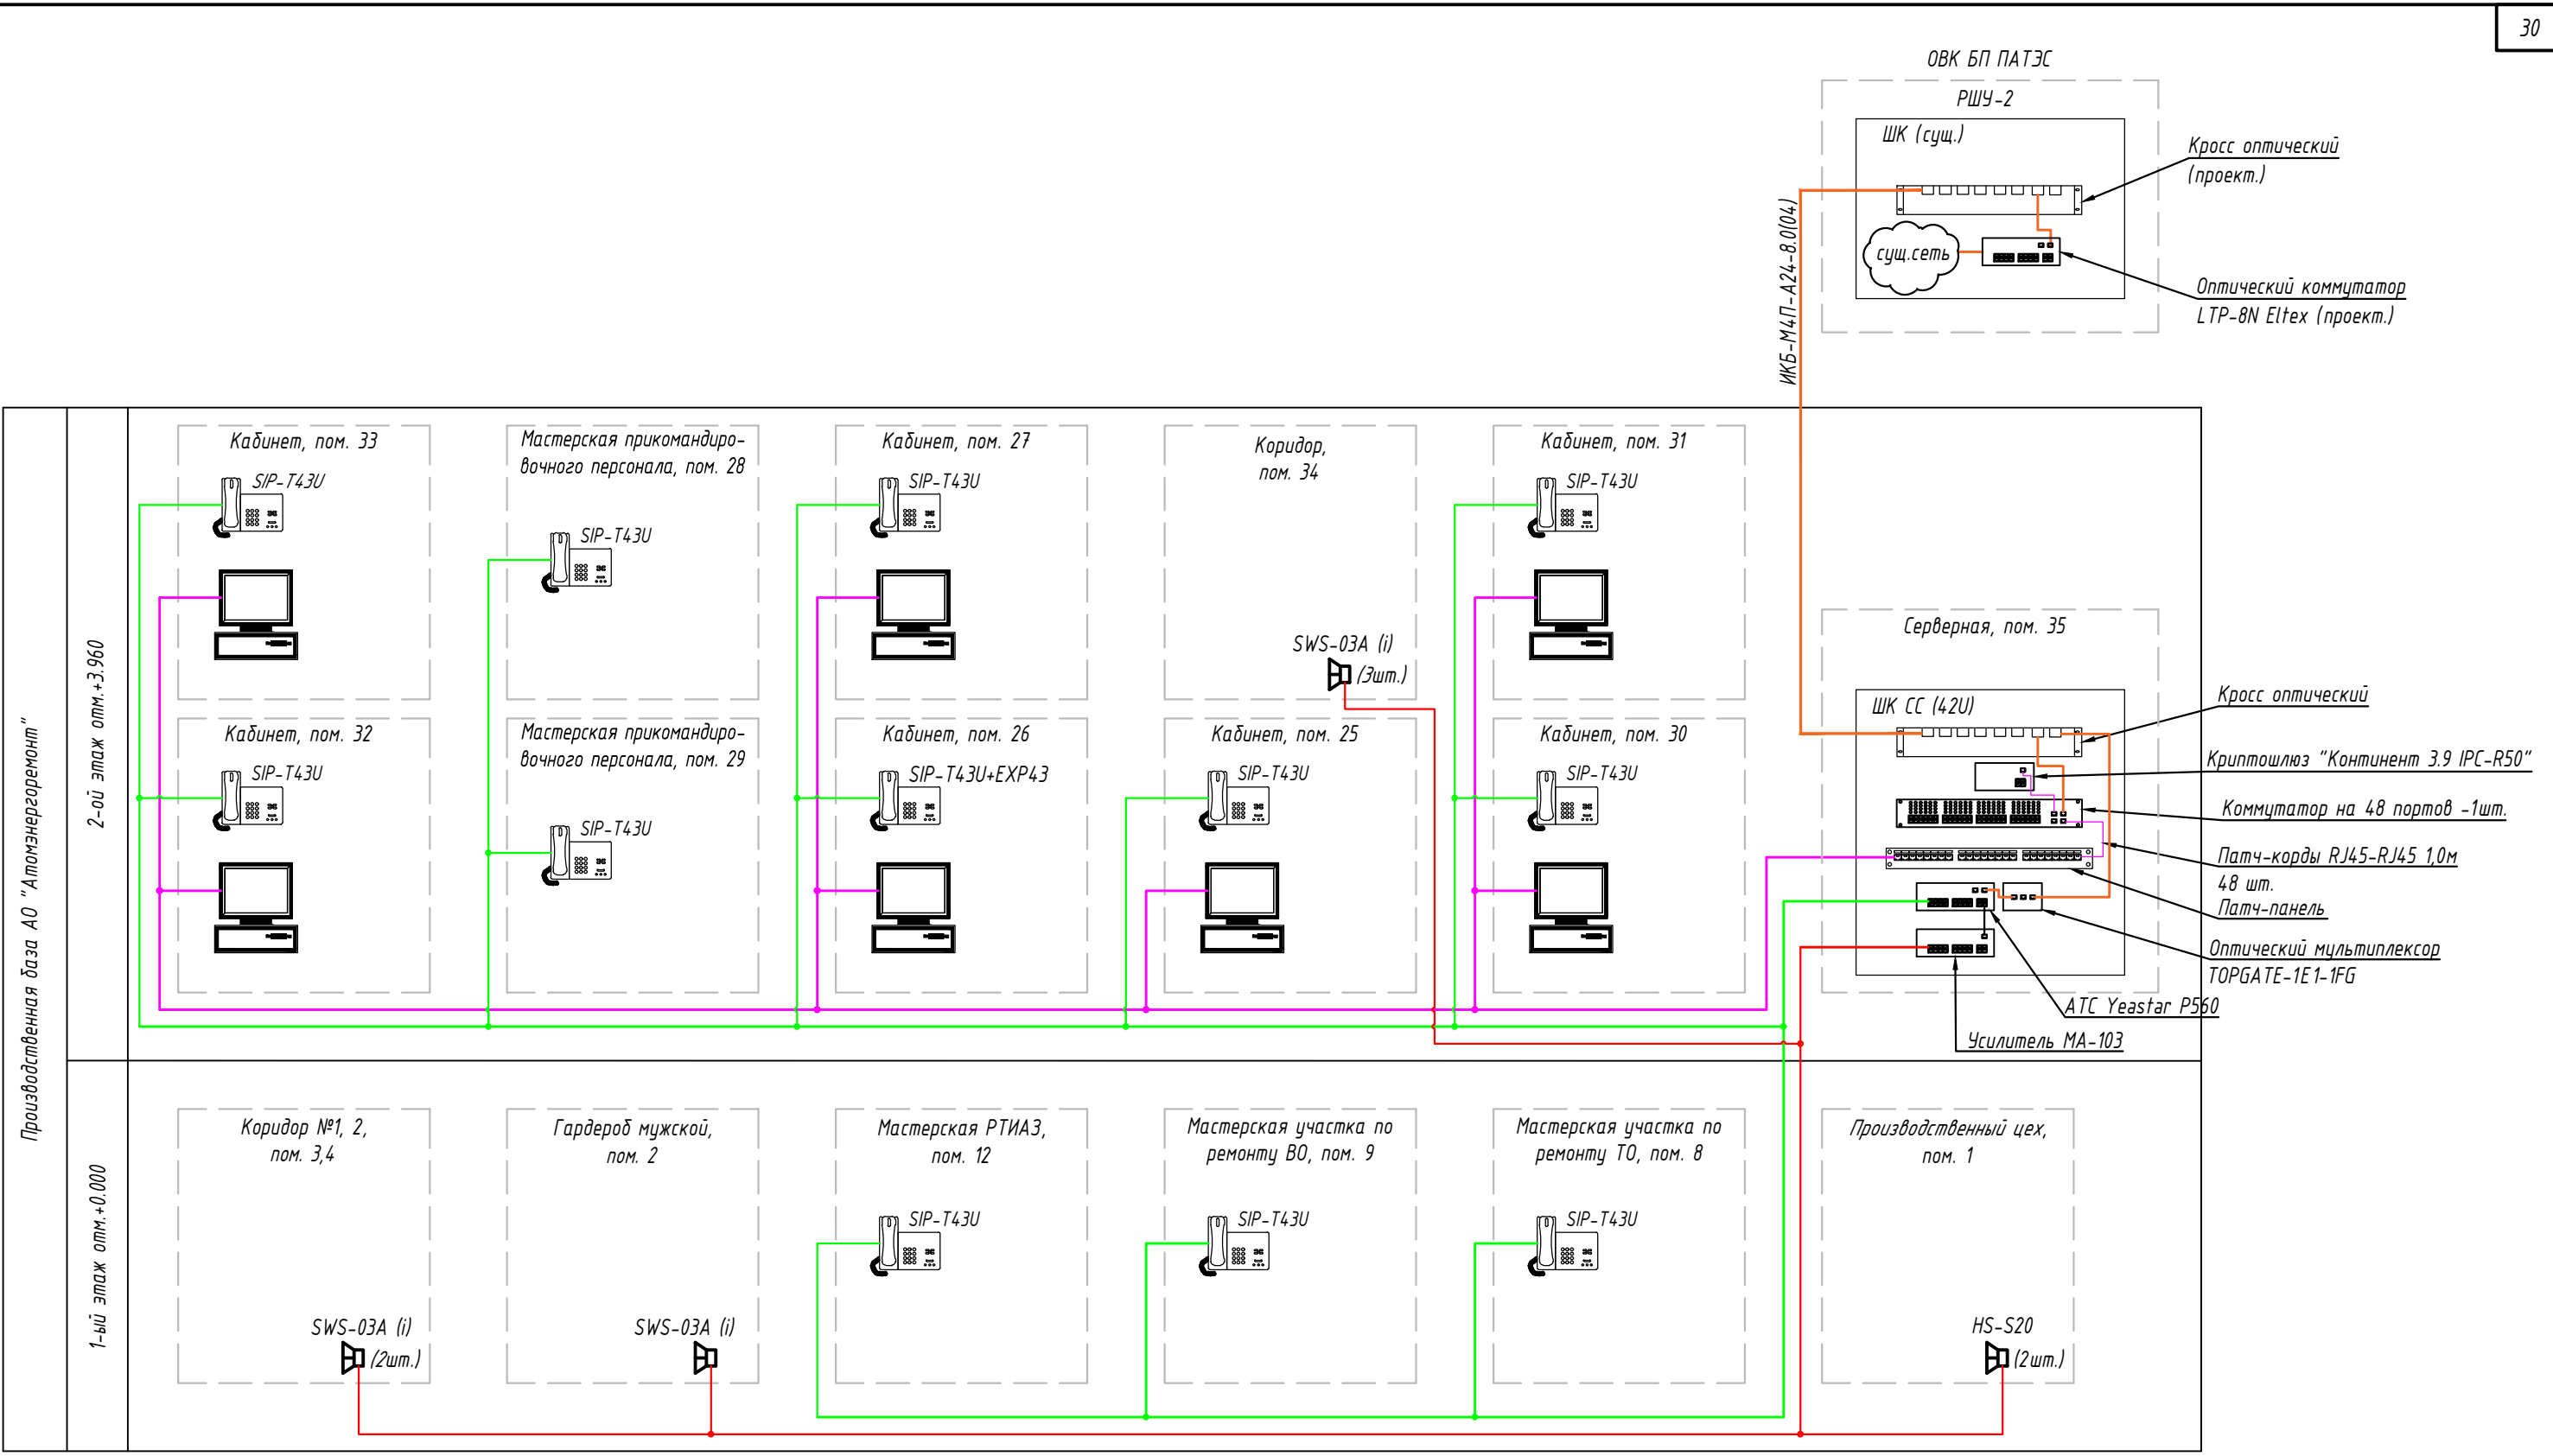 30
ОВК БП ПАТЭС
РШУ-2
ШК (сущ.)
Кросс оптический
(проект.)
сущ.сеть
Оптический коммутатор
LTP-8N Eltex (проект.)
ИКБ-М4П-А24-8.0(04)
Производственная база АО "Атомэнергоремонт"
2-ой этаж отм.+3.960
Кабинет, пом. 33
SIP-T43U
Мастерская прикомандиро-
вочного персонала, пом. 28
SIP-T43U
Кабинет, пом. 27
SIP-T43U
Коридор,
пом. 34
SWS-03A (i)
(3шт.)
Кабинет, пом. 31
SIP-T43U
Кабинет, пом. 32
SIP-T43U
Мастерская прикомандиро-
вочного персонала, пом. 29
SIP-T43U
Кабинет, пом. 26
SIP-T43U+EXP43
Кабинет, пом. 25
SIP-T43U
Кабинет, пом. 30
SIP-T43U
Серверная, пом. 35
ШК СС (42U)
Кросс оптический
Криптошлюз "Континент 3.9 IPC-R50"
Коммутатор на 48 портов -1шт.
Патч-корды RJ45-RJ45 1,0м
48 шт.
Патч-панель
Оптический мультиплексор
TOPGATE-1E1-1FG
АТС Yeastar P560
Усилитель МА-103
1-ый этаж отм.+0.000
Коридор №1, 2,
пом. 3,4
SWS-03A (i)
(2шт.)
Гардероб мужской,
пом. 2
SWS-03A (i)
Мастерская РТИАЗ,
пом. 12
SIP-T43U
Мастерская участка по
ремонту ВО, пом. 9
SIP-T43U
Мастерская участка по
ремонту ТО, пом. 8
SIP-T43U
Производственный цех,
пом. 1
HS-S20
(2шт.)